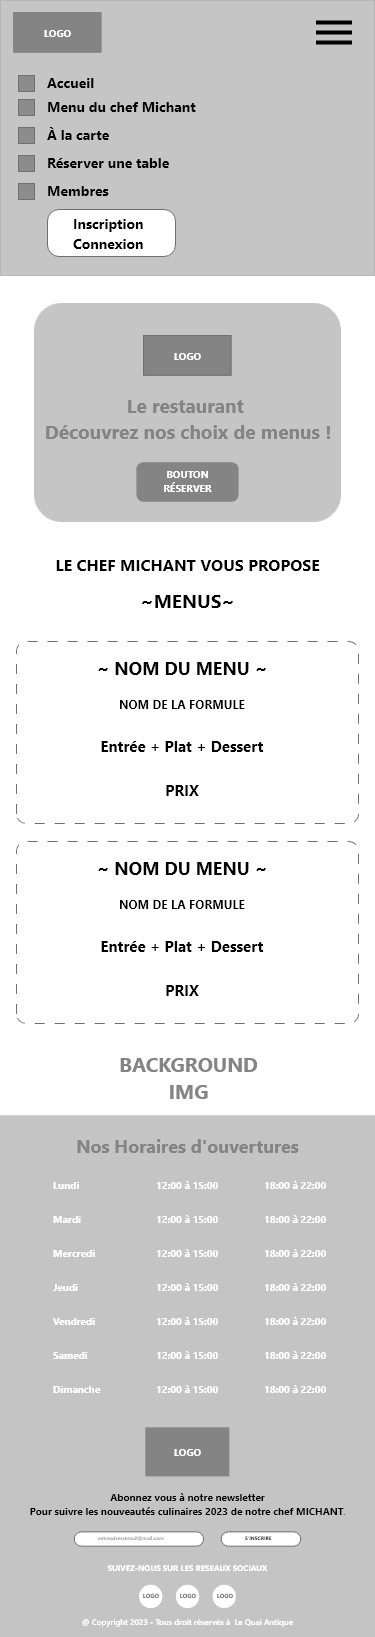 LOGO
Accueil
Menu du chef Michant
À la carte
Réserver une table
Membres
Inscription
Connexion
LOGO
Le restaurant
Découvrez nos choix de menus !
BOUTON
RÉSERVER
LE CHEF MICHANT VOUS PROPOSE
~MENUS~
~ NOM DU MENU ~
NOM DE LA FORMULE
Entrée + Plat + Dessert
PRIX
~ NOM DU MENU ~
NOM DE LA FORMULE
Entrée + Plat + Dessert
PRIX
BACKGROUND
IMG
Nos Horaires d'ouvertures
Lundi 12:00 à 15:00 18:00 à 22:00
Mardi 12:00 à 15:00 18:00 à 22:00
Mercredi 12:00 à 15:00 18:00 à 22:00
Jeudi 12:00 à 15:00 18:00 à 22:00
Vendredi 12:00 à 15:00 18:00 à 22:00
Samedi 12:00 à 15:00 18:00 à 22:00
Dimanche 12:00 à 15:00 18:00 à 22:00
LOGO
Abonnez vous à notre newsletter
Pour suivre les nouveautés culinaires 2023 de notre chef MICHANT.
S'INSCRIRE
SUIVEZ-NOUS SUR LES RESEAUX SOCIAUX
LOGO LOGO LOGO
@ Copyright 2023 - Tous droit réservés à Le Quai Antique